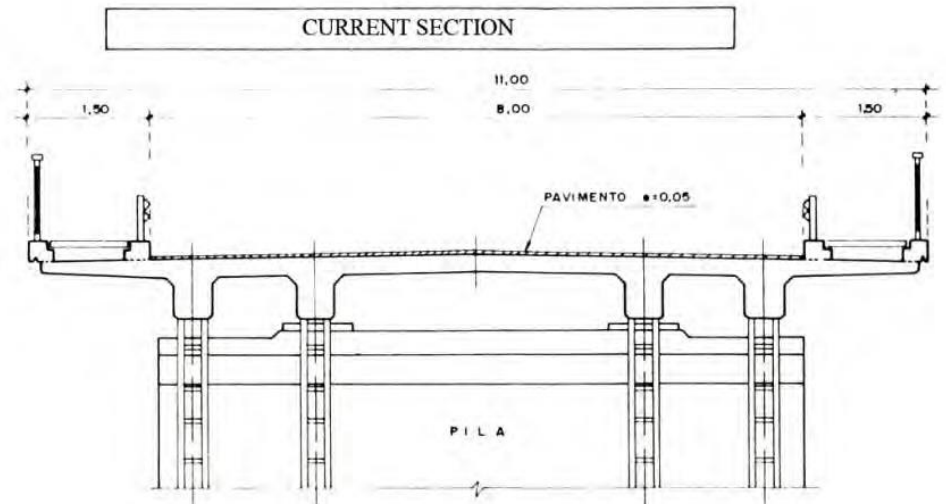 CURRENT SECTION
11,00
1,50 8,00 1,50
PAVIMENTO e=0,05
PILA